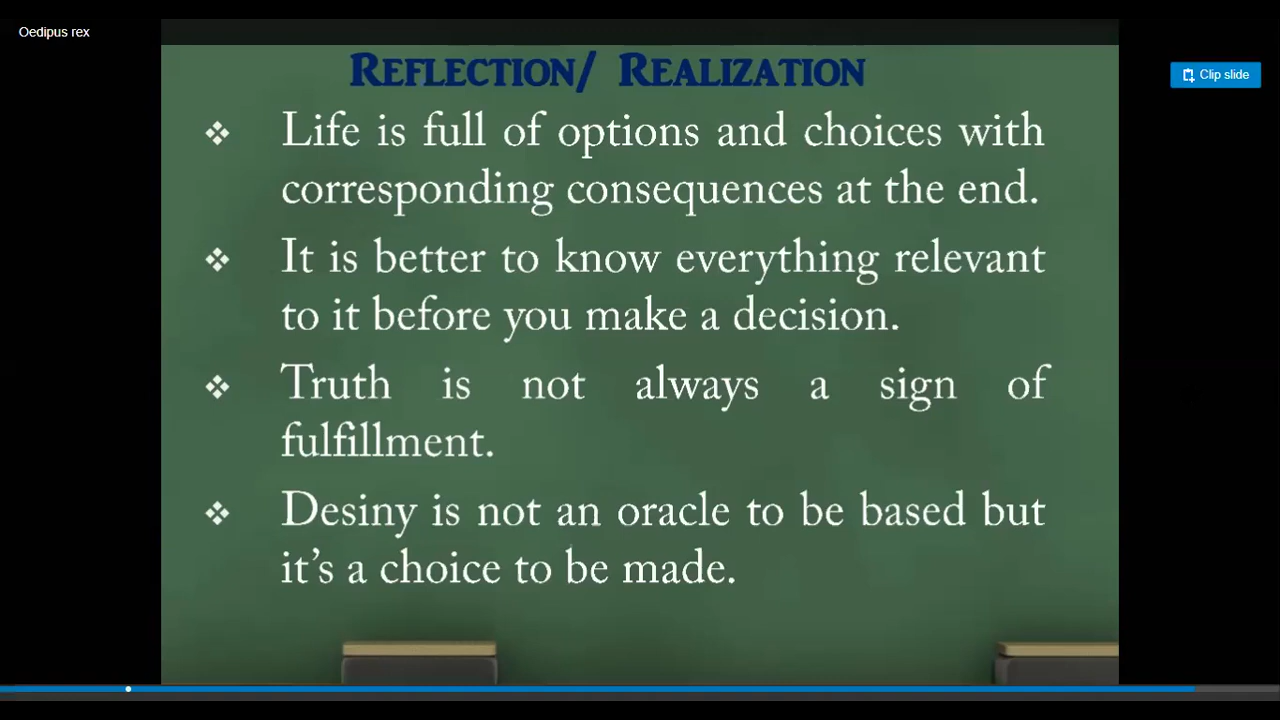 Oedipus rex
Clip slide
REFLECTION/ REALIZATION
❖ Life is full of options and choices with
corresponding consequences at the end.
❖ It is better to know everything relevant
to it before you make a decision.
❖ Truth is not always a sign of
fulfillment.
❖ Desiny is not an oracle to be based but
it’s a choice to be made.